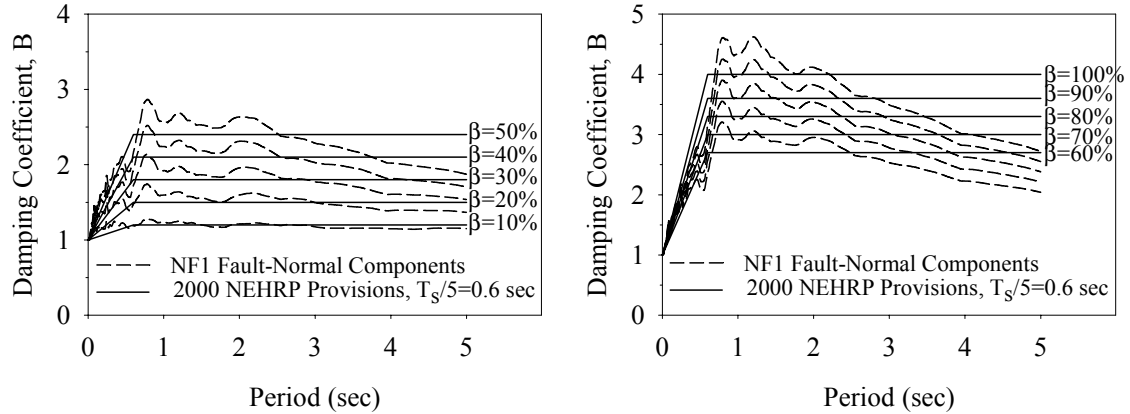 Damping Coefficient, B
4
3
2
1
0
β=50%
β=40%
β=30%
β=20%
β=10%
NF1 Fault-Normal Components
2000 NEHRP Provisions, TS/5=0.6 sec
0 1 2 3 4 5
Period (sec)
Damping Coefficient, B
5
4
3
2
1
0
β=100%
β=90%
β=80%
β=70%
β=60%
NF1 Fault-Normal Components
2000 NEHRP Provisions, TS/5=0.6 sec
0 1 2 3 4 5
Period (sec)